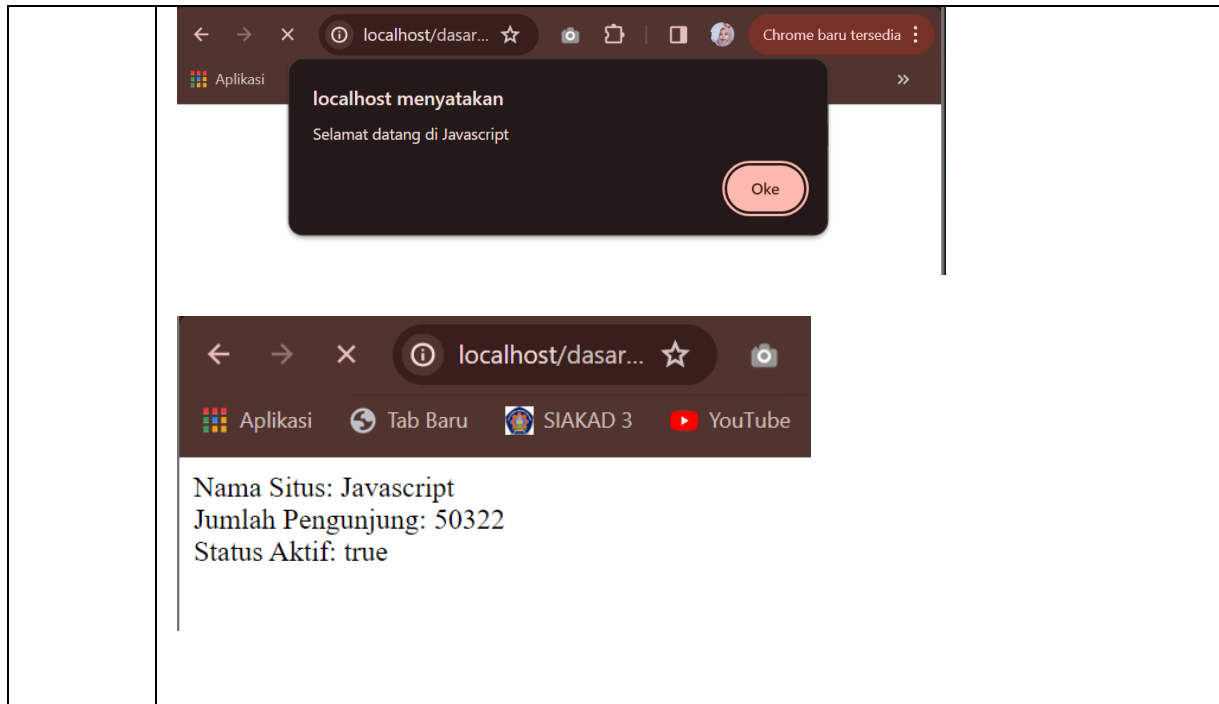 localhost/dasar... Chrome baru tersedia
Aplikasi »
localhost menyatakan
Selamat datang di Javascript
Oke
localhost/dasar...
Aplikasi Tab Baru SIAKAD 3 YouTube
Nama Situs: Javascript
Jumlah Pengunjung: 50322
Status Aktif: true